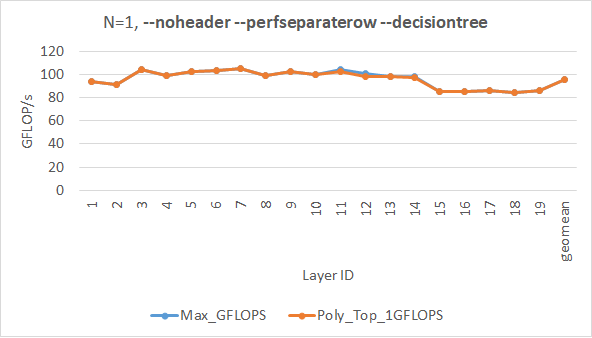 N=1, --noheader --perfseparaterow --decisiontree
120
100
80
60
40
20
0
GFLOP/s
1 2 3 4 5 6 7 8 9 10 11 12 13 14 15 16 17 18 19 geomean
Layer ID
Max_GFLOPS Poly_Top_1GFLOPS